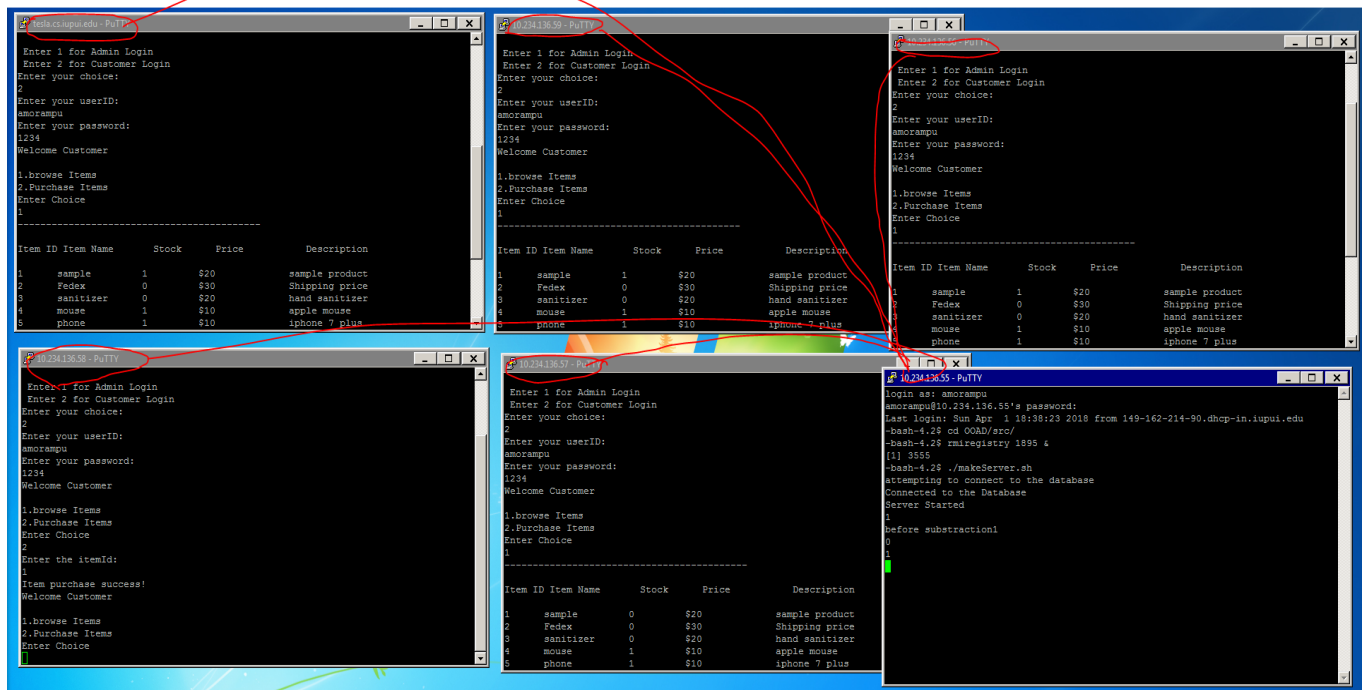 tesla.cs.iupui.edu - PuTTY
Enter 1 for Admin Login
Enter 2 for Customer Login
Enter your choice:
2
Enter your userID:
amorampu
Enter your password:
1234
Welcome Customer
1.browse Items
2.Purchase Items
Enter Choice
1
-------------------------------------------
Item ID Item Name Stock Price Description
1 sample 1 $20 sample product
2 Fedex 0 $30 Shipping price
3 sanitizer 0 $20 hand sanitizer
4 mouse 1 $10 apple mouse
5 phone 1 $10 iphone 7 plus
10.234.136.59 - PuTTY
Enter 1 for Admin Login
Enter 2 for Customer Login
Enter your choice:
2
Enter your userID:
amorampu
Enter your password:
1234
Welcome Customer
1.browse Items
2.Purchase Items
Enter Choice
1
-------------------------------------------
Item ID Item Name Stock Price Description
1 sample 1 $20 sample product
2 Fedex 0 $30 Shipping price
3 sanitizer 0 $20 hand sanitizer
4 mouse 1 $10 apple mouse
5 phone 1 $10 iphone 7 plus
- PuTTY
Enter 1 for Admin Login
Enter 2 for Customer Login
Enter your choice:
2
Enter your userID:
amorampu
Enter your password:
1234
Welcome Customer
1.browse Items
2.Purchase Items
Enter Choice
1
-------------------------------------------
Item ID Item Name Stock Price Description
1 sample 1 $20 sample product
2 Fedex 0 $30 Shipping price
3 sanitizer 0 $20 hand sanitizer
4 mouse 1 $10 apple mouse
5 phone 1 $10 iphone 7 plus
10.234.136.58 - PuTTY
Enter 1 for Admin Login
Enter 2 for Customer Login
Enter your choice:
2
Enter your userID:
amorampu
Enter your password:
1234
Welcome Customer
1.browse Items
2.Purchase Items
Enter Choice
2
Enter the itemId:
1
Item purchase success!
Welcome Customer
1.browse Items
2.Purchase Items
Enter Choice
10.234.136.57 - PuTTY
Enter 1 for Admin Login
Enter 2 for Customer Login
Enter your choice:
2
Enter your userID:
amorampu
Enter your password:
1234
Welcome Customer
1.browse Items
2.Purchase Items
Enter Choice
1
-------------------------------------------
Item ID Item Name Stock Price Description
1 sample 0 $20 sample product
2 Fedex 0 $30 Shipping price
3 sanitizer 0 $20 hand sanitizer
4 mouse 1 $10 apple mouse
5 phone 1 $10 iphone 7 plus
10.234.136.55 - PuTTY
login as: amorampu
amorampu@10.234.136.55's password:
Last login: Sun Apr 1 18:38:23 2018 from 149-162-214-90.dhcp-in.iupui.edu
-bash-4.2$ cd OOAD/src/
-bash-4.2$ rmiregistry 1895 &
[1] 3555
-bash-4.2$ ./makeServer.sh
attempting to connect to the database
Connected to the Database
Server Started
1
before substraction1
0
1